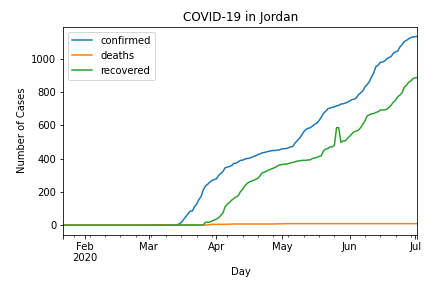 COVID-19 in Jordan
confirmed
deaths
recovered
Number of Cases
1000
800
600
400
200
0
Feb Mar Apr May Jun Jul
2020
Day